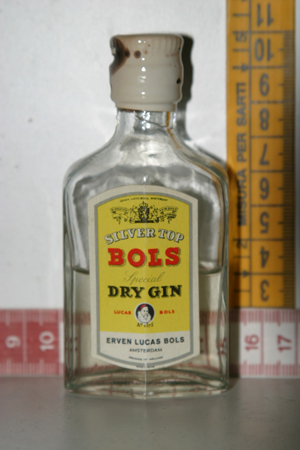 SILVER TOP
BOLS
Special
DRY GIN
LUCAS BOLS
ERVEN LUCAS BOLS
AMSTERDAM
MISURA PER SARTI
11
10
9
8
7
6
5
4
3
9
10
16
17